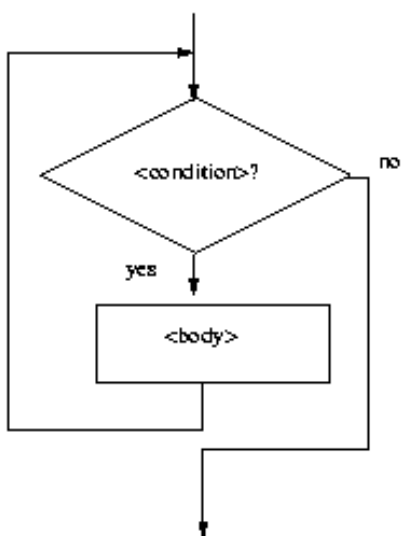 <condition>?
no
yes
<body>